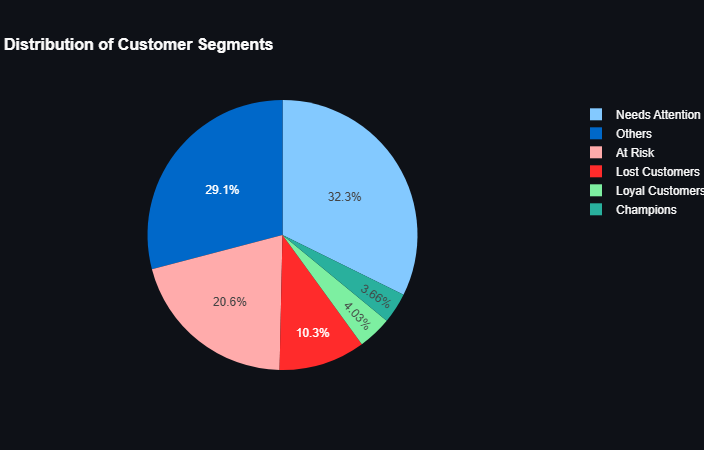 Distribution of Customer Segments
Needs Attention
Others
At Risk
Lost Customers
Loyal Customers
Champions
29.1%
32.3%
20.6%
10.3%
4.03%
3.66%